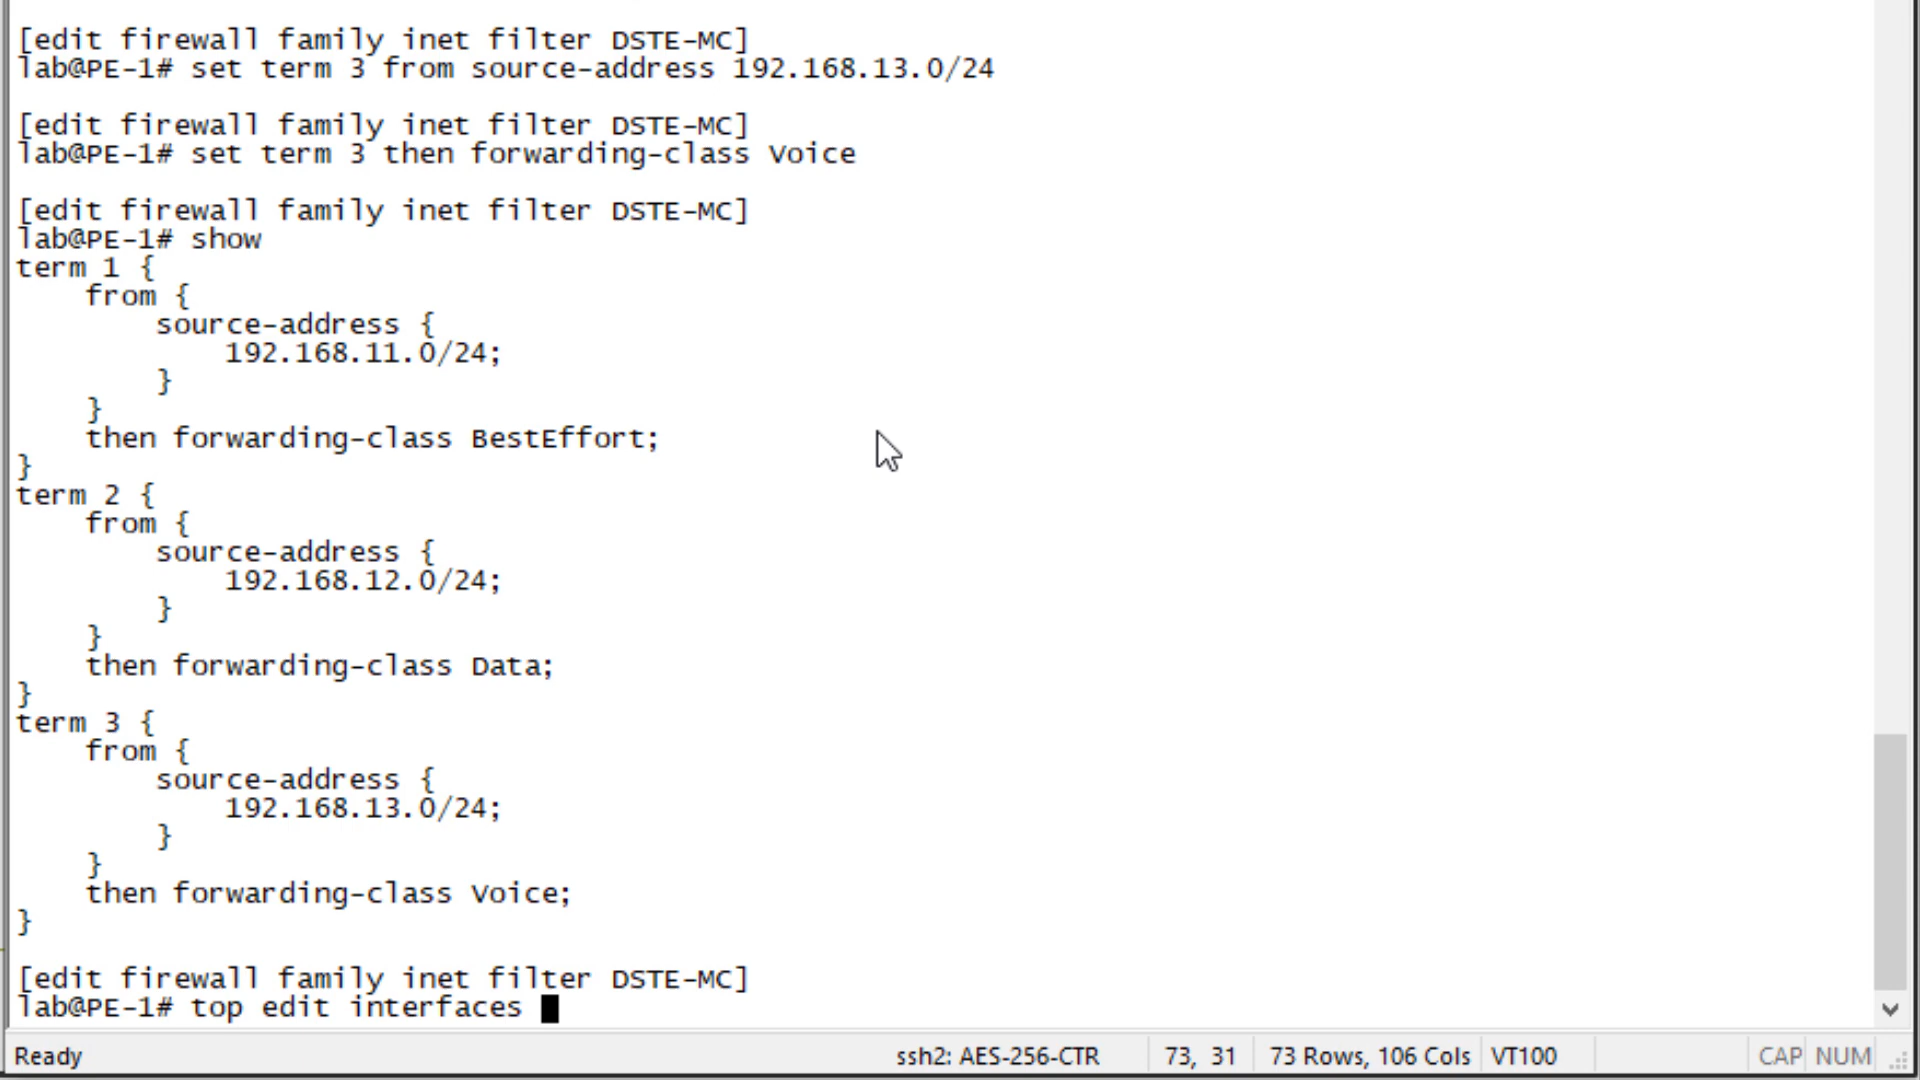 [edit firewall family inet filter DSTE-MC]
lab@PE-1# set term 3 from source-address 192.168.13.0/24
[edit firewall family inet filter DSTE-MC]
lab@PE-1# set term 3 then forwarding-class Voice
[edit firewall family inet filter DSTE-MC]
lab@PE-1# show
term 1 {
    from {
        source-address {
            192.168.11.0/24;
        }
    }
    then forwarding-class BestEffort;
}
term 2 {
    from {
        source-address {
            192.168.12.0/24;
        }
    }
    then forwarding-class Data;
}
term 3 {
    from {
        source-address {
            192.168.13.0/24;
        }
    }
    then forwarding-class Voice;
}
[edit firewall family inet filter DSTE-MC]
lab@PE-1# top edit interfaces
Ready ssh2: AES-256-CTR 73, 31 73 Rows, 106 Cols VT100 CAP NUM